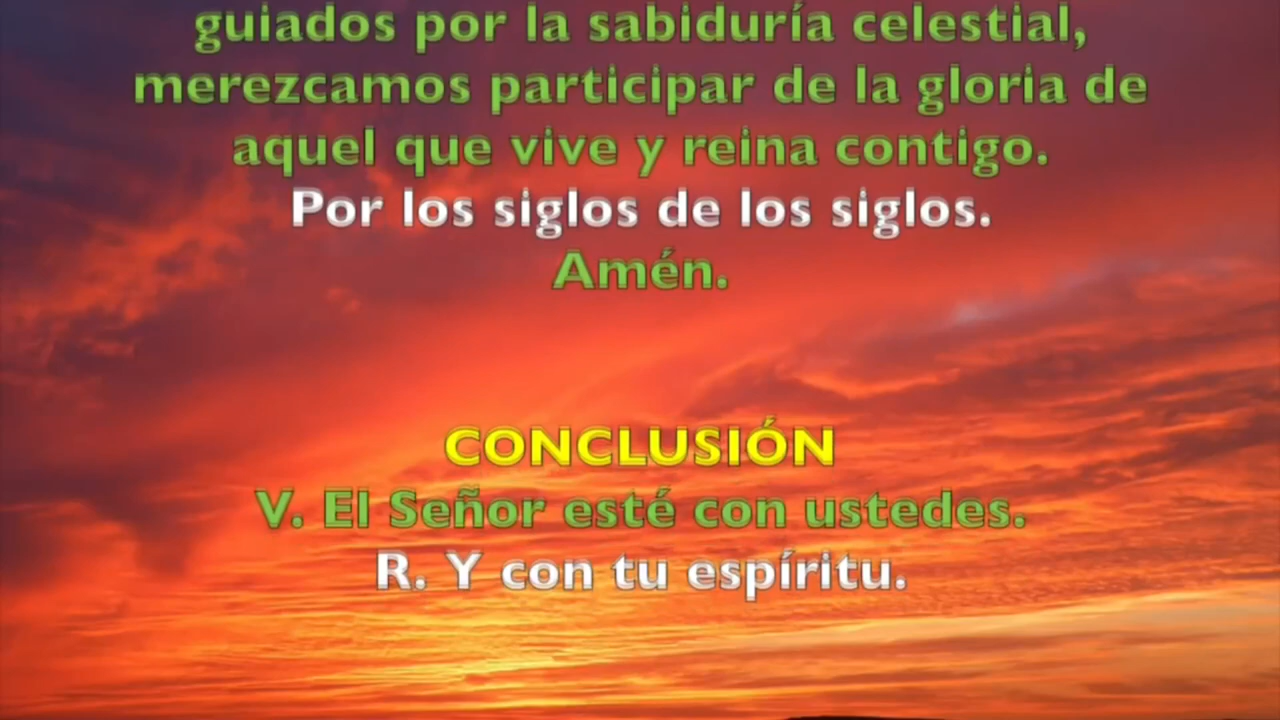 guiados por la sabiduría celestial,
merezcamos participar de la gloria de
aquel que vive y reina contigo.
Por los siglos de los siglos.
Amén.
CONCLUSIÓN
V. El Señor esté con ustedes.
R. Y con tu espíritu.